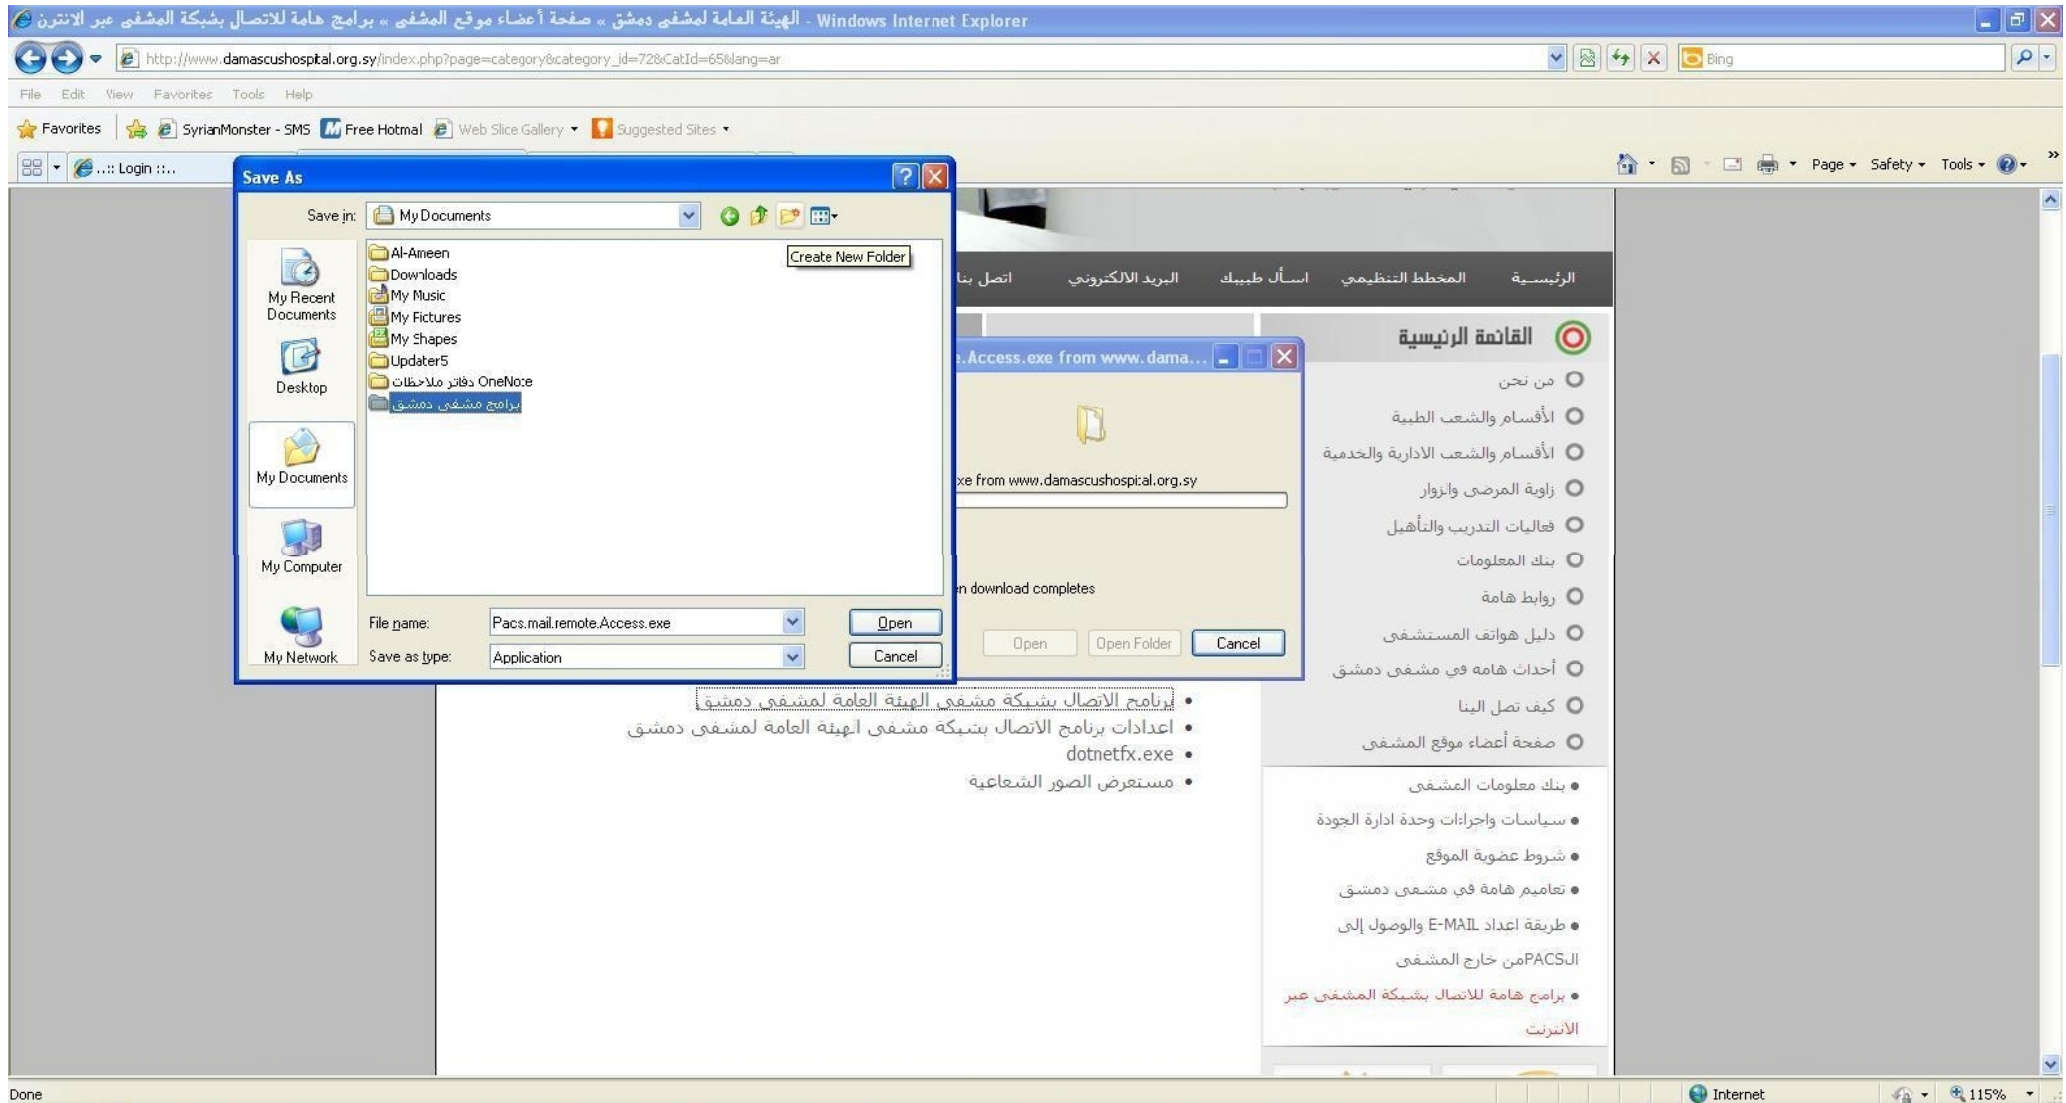 الهيئة العامة لمشفى دمشق » صفحة أعضاء موقع المشفى » برامج هامة للاتصال بشبكة المشفى عبر الانترن - Windows Internet Explorer
http://www.damascushospital.org.sy/index.php?page=category&category_id=72&CatId=65&lang=ar
Bing
File Edit View Favorites Tools Help
Favorites SyrianMonster - SMS Free Hotmal Web Slice Gallery Suggested Sites
..:: Login ::.. Page Safety Tools
Save As
Save in: My Documents
Create New Folder
My Recent Documents
Desktop
My Documents
My Computer
My Network
Al-Ameen
Downloads
My Music
My Pictures
My Shapes
Updater5
دفاتر ملاحظات OneNote
برامج مشفى دمشق
File name: Pacs.mail.remote.Access.exe Open
Save as type: Application Cancel
الرئيسية المخطط التنظيمي اسأل طبيبك البريد الالكتروني اتصل بنا
.Access.exe from www.dama...
xe from www.damascushospital.org.sy
en download completes
Open Open Folder Cancel
القائمة الرئيسية
من نحن
الأقسام والشعب الطبية
الأقسام والشعب الادارية والخدمية
زاوية المرضى والزوار
فعاليات التدريب والتأهيل
بنك المعلومات
روابط هامة
دليل هواتف المستشفى
أحداث هامه في مشفى دمشق
كيف تصل الينا
صفحة أعضاء موقع المشفى
• بنك معلومات المشفى
• سياسات واجراءات وحدة ادارة الجودة
• شروط عضوية الموقع
• تعاميم هامة في مشفى دمشق
• طريقة اعداد E-MAIL والوصول إلى
الـPACSمن خارج المشفى
• برامج هامة للاتصال بشبكة المشفى عبر
الانترنت
• برنامج الاتصال بشبكة مشفى الهيئة العامة لمشفى دمشق
• اعدادات برنامج الاتصال بشبكة مشفى الهيئة العامة لمشفى دمشق
• dotnetfx.exe
• مستعرض الصور الشعاعية
Done Internet 115%